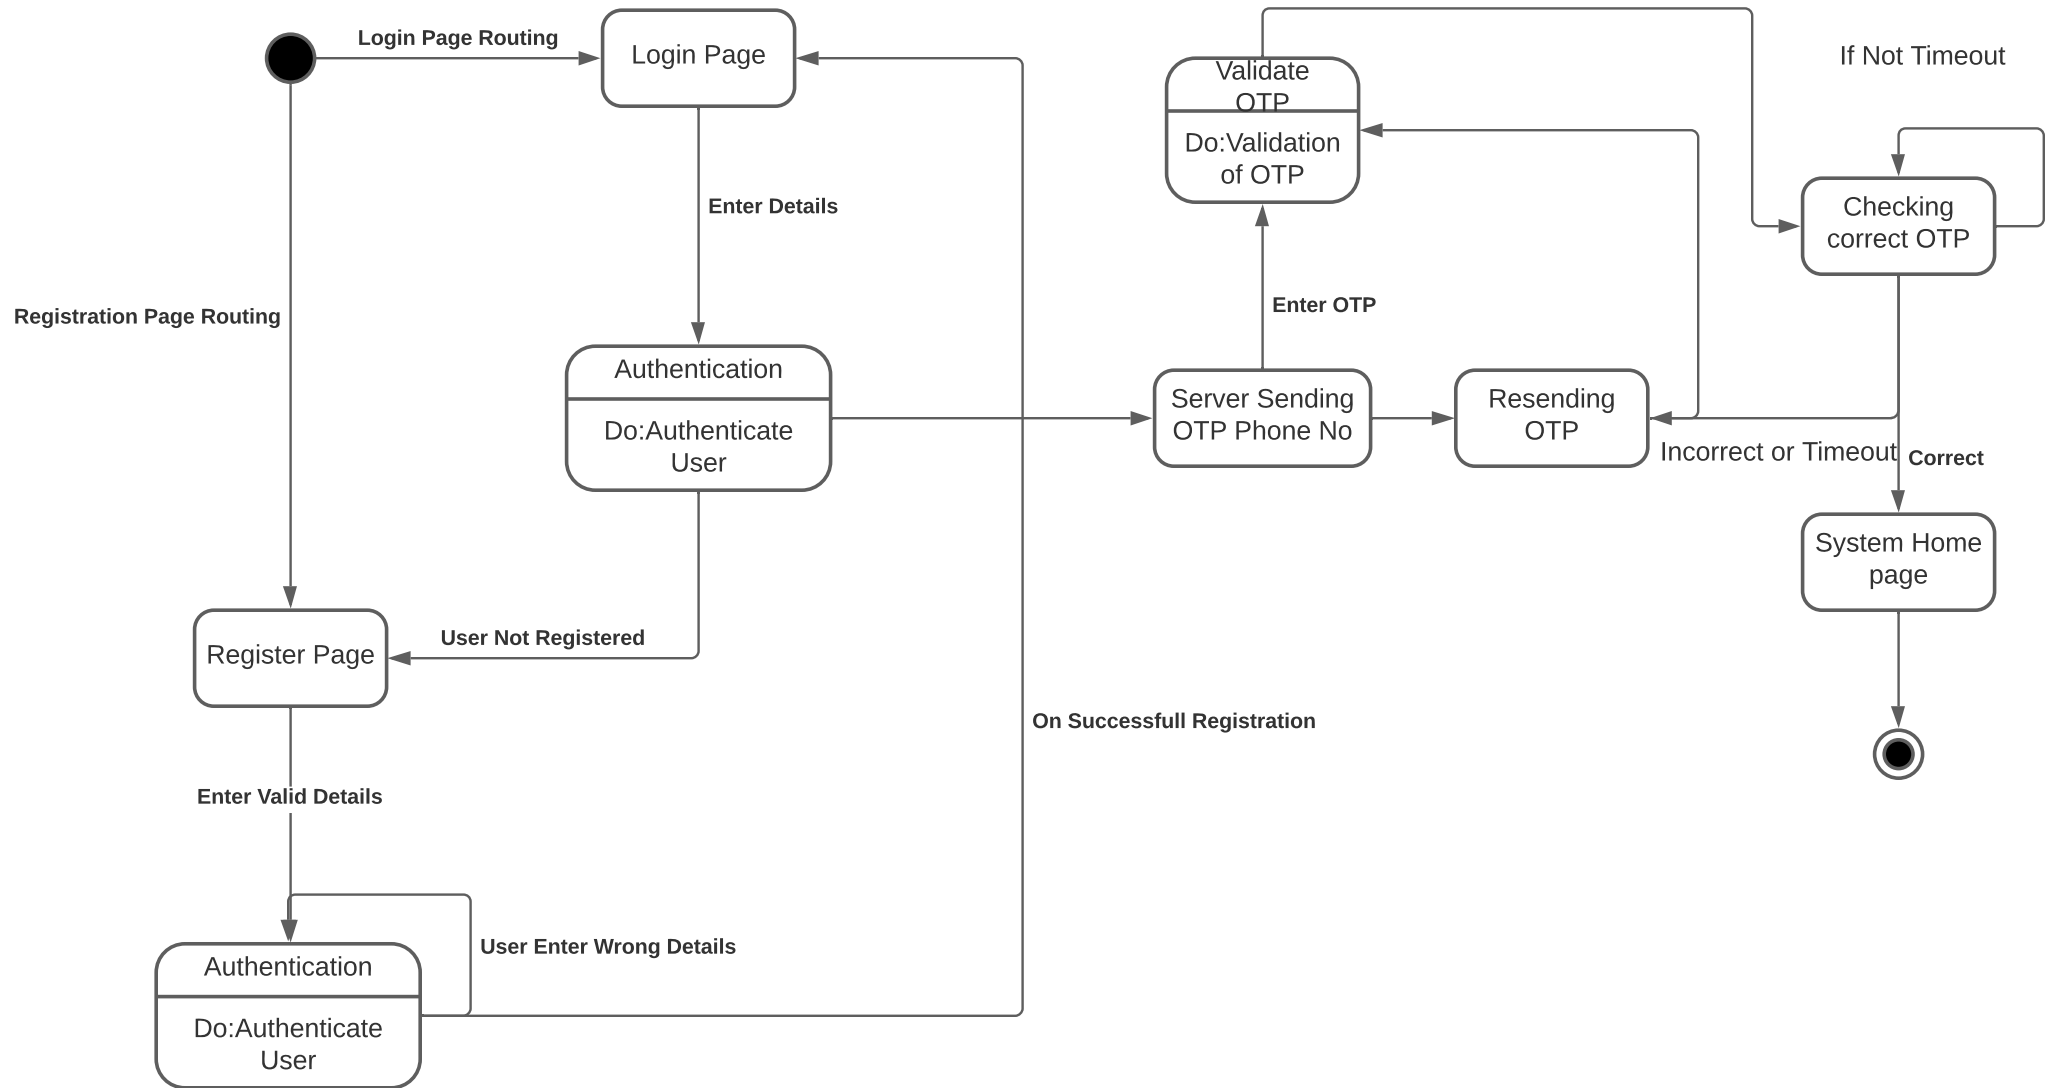 Login Page Routing
Login Page
Validate
OTP
Do:Validation
of OTP
If Not Timeout
Checking
correct OTP
Enter Details
Registration Page Routing
Enter OTP
Authentication
Do:Authenticate
User
Server Sending
OTP Phone No
Resending
OTP
Incorrect or Timeout
Correct
System Home
page
User Not Registered
Register Page
On Successfull Registration
Enter Valid Details
User Enter Wrong Details
Authentication
Do:Authenticate
User